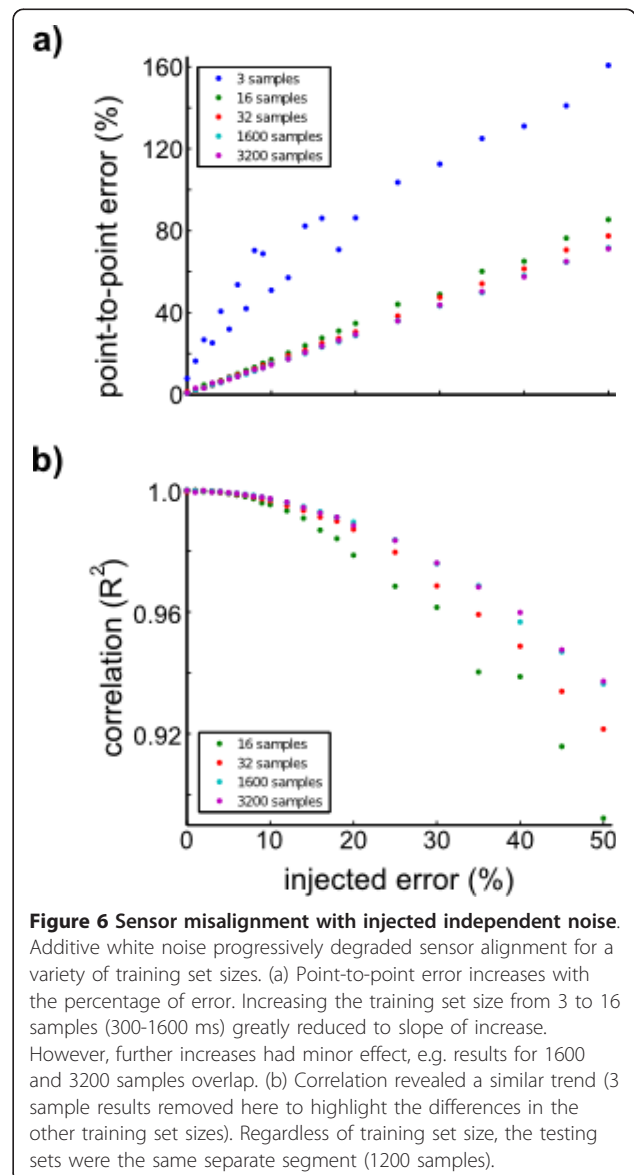 a)
160
120
80
40
0
point-to-point error (%)
3 samples
16 samples
32 samples
1600 samples
3200 samples
b)
1.0
0.96
0.92
correlation (R²)
16 samples
32 samples
1600 samples
3200 samples
0 10 20 30 40 50
injected error (%)
Figure 6 Sensor misalignment with injected independent noise.
Additive white noise progressively degraded sensor alignment for a
variety of training set sizes. (a) Point-to-point error increases with
the percentage of error. Increasing the training set size from 3 to 16
samples (300-1600 ms) greatly reduced to slope of increase.
However, further increases had minor effect, e.g. results for 1600
and 3200 samples overlap. (b) Correlation revealed a similar trend (3
sample results removed here to highlight the differences in the
other training set sizes). Regardless of training set size, the testing
sets were the same separate segment (1200 samples).